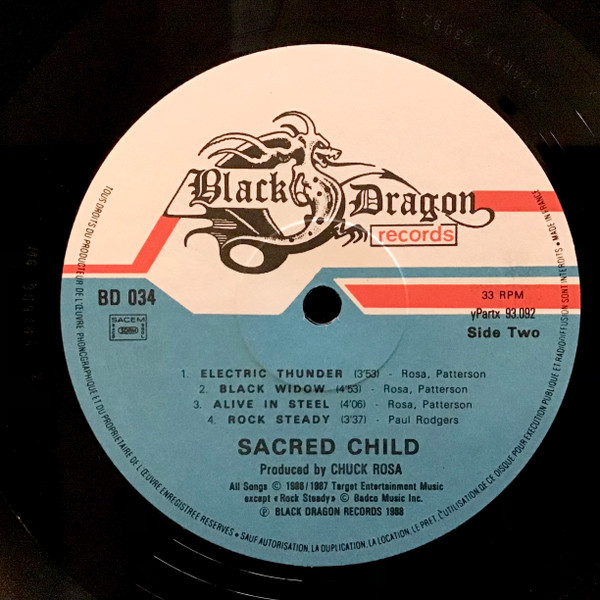 Black Dragon
records
BD 034
SACEM
33 RPM
yPartx 93.092
Side Two
1. ELECTRIC THUNDER (3'53) - Rosa, Patterson
2. BLACK WIDOW (4'53) - Rosa, Patterson
3. ALIVE IN STEEL (4'06) - Rosa, Patterson
4. ROCK STEADY (3'37) - Paul Rodgers
SACRED CHILD
Produced by CHUCK ROSA
All Songs © 1986/1987 Target Entertainment Music
except «Rock Steady» © Badco Music Inc.
℗ BLACK DRAGON RECORDS 1988
TOUS DROITS DU PRODUCTEUR DE L'ŒUVRE PHONOGRAPHIQUE ET DU PROPRIETAIRE DE L'ŒUVRE ENREGISTREE RESERVES • SAUF AUTORISATION, LA DUPLICATION, LA LOCATION, LE PRET, L'UTILISATION DE CE DISQUE POUR EXECUTION PUBLIQUE ET RADIODIFFUSION SONT INTERDITS • MADE IN FRANCE